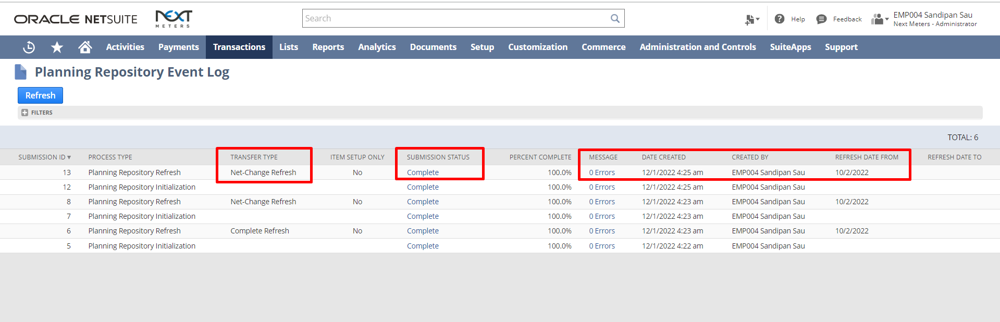 ORACLE NETSUITE
NEXT
METERS
Search
Help
Feedback
EMP004 Sandipan Sau
Next Meters - Administrator
Activities Payments Transactions Lists Reports Analytics Documents Setup Customization Commerce Administration and Controls SuiteApps Support
Planning Repository Event Log
Refresh
FILTERS
TOTAL: 6
SUBMISSION ID ▼ PROCESS TYPE TRANSFER TYPE ITEM SETUP ONLY SUBMISSION STATUS PERCENT COMPLETE MESSAGE DATE CREATED CREATED BY REFRESH DATE FROM REFRESH DATE TO
13 Planning Repository Refresh Net-Change Refresh No Complete 100.0% 0 Errors 12/1/2022 4:25 am EMP004 Sandipan Sau 10/2/2022
12 Planning Repository Initialization Complete 100.0% 0 Errors 12/1/2022 4:25 am EMP004 Sandipan Sau
8 Planning Repository Refresh Net-Change Refresh No Complete 100.0% 0 Errors 12/1/2022 4:23 am EMP004 Sandipan Sau 10/2/2022
7 Planning Repository Initialization Complete 100.0% 0 Errors 12/1/2022 4:23 am EMP004 Sandipan Sau
6 Planning Repository Refresh Complete Refresh No Complete 100.0% 0 Errors 12/1/2022 4:23 am EMP004 Sandipan Sau 10/2/2022
5 Planning Repository Initialization Complete 100.0% 0 Errors 12/1/2022 4:22 am EMP004 Sandipan Sau